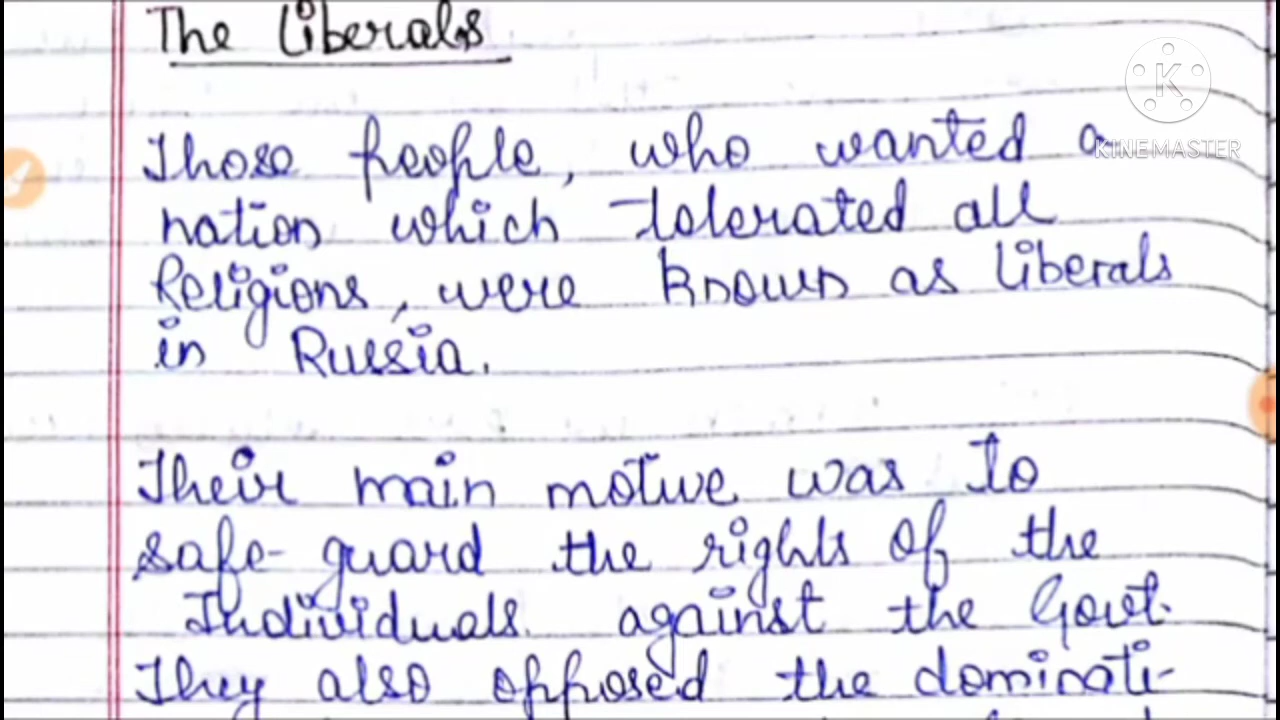 The Liberals
K
KINEMASTER
Those people, who wanted a
nation which tolerated all
Religions, were known as liberals
in Russia.
Their main motive was to
safe-guard the rights of the
Individuals against the Govt.
They also opposed the dominati-